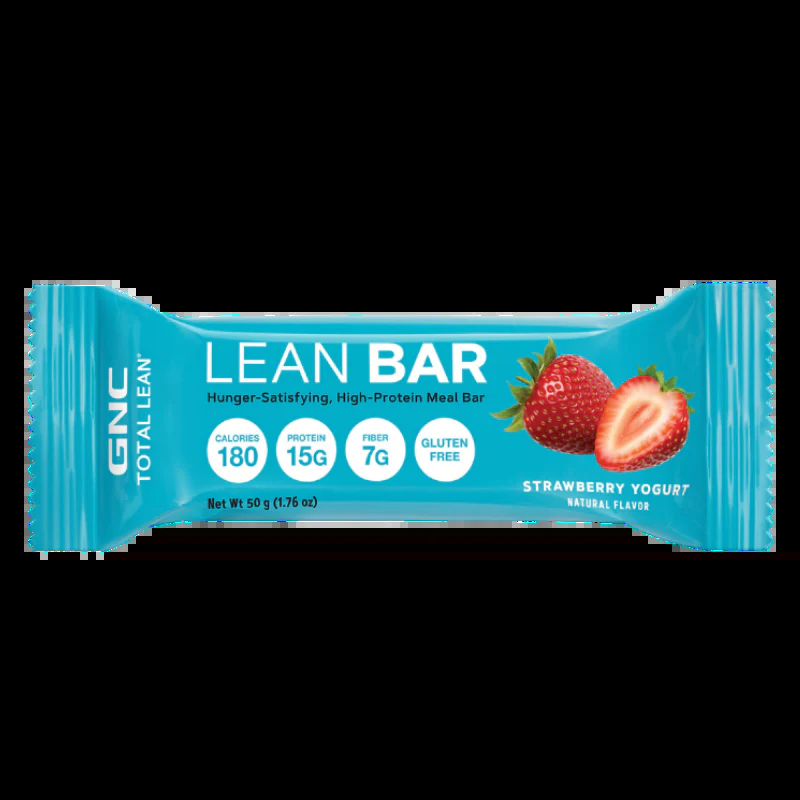 GNC
TOTAL LEAN®
LEAN BAR
Hunger-Satisfying, High-Protein Meal Bar
CALORIES
180
PROTEIN
15G
FIBER
7G
GLUTEN
FREE
Net Wt 50 g (1.76 oz)
STRAWBERRY YOGURT
NATURAL FLAVOR